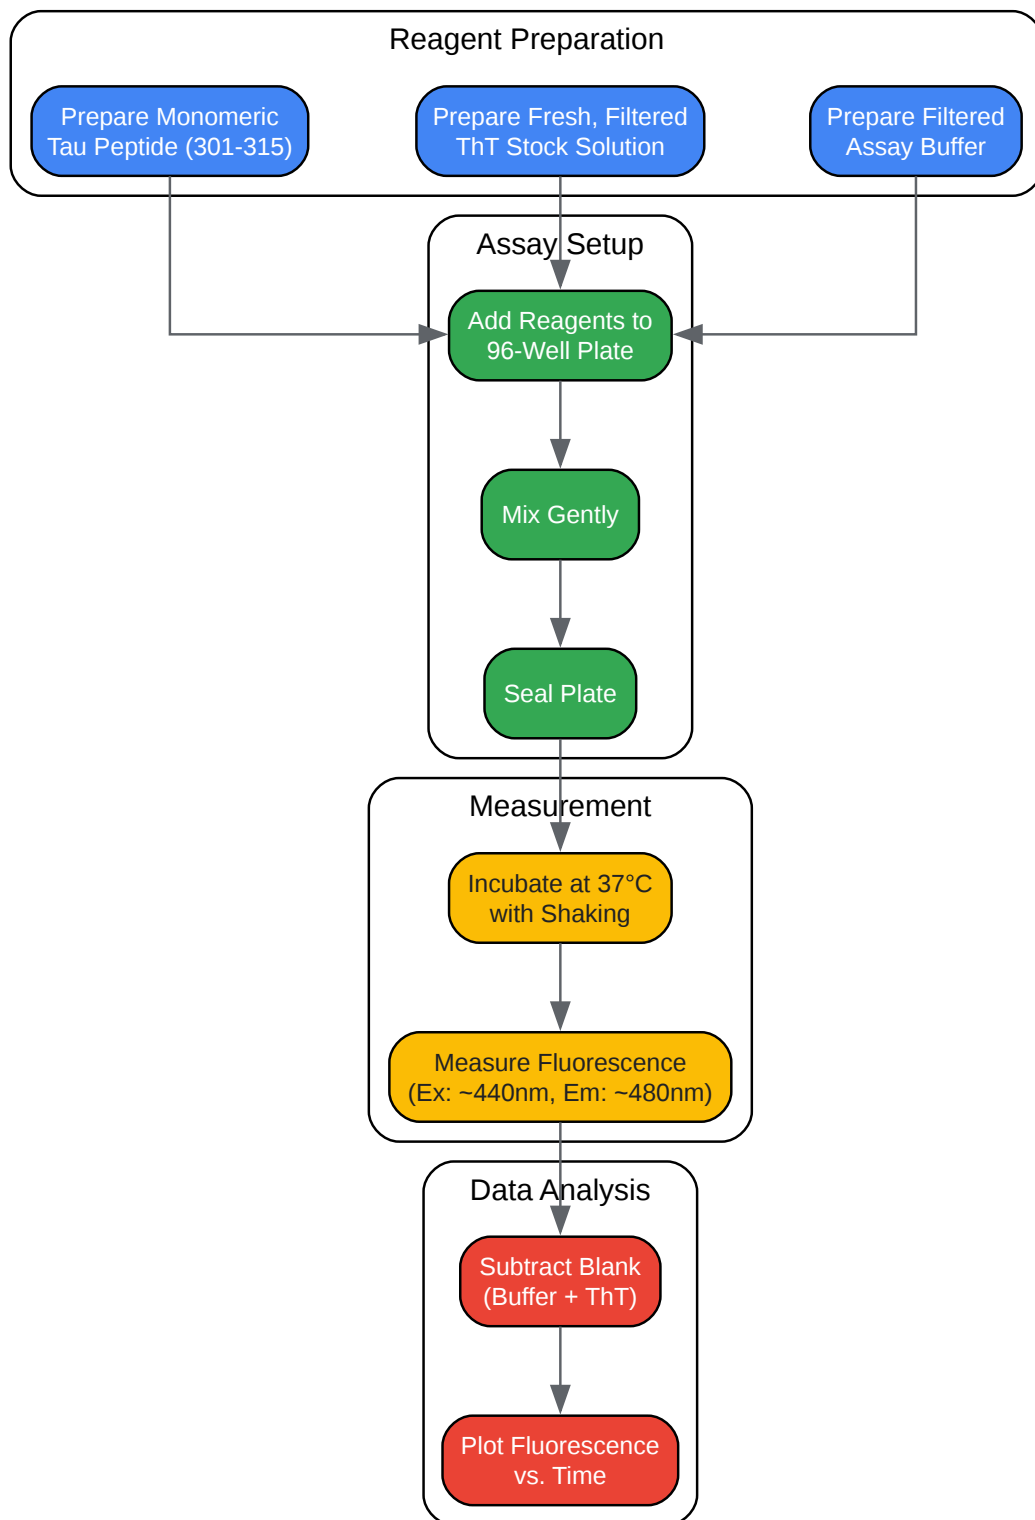 Reagent Preparation
Prepare Monomeric
Tau Peptide (301-315)
Prepare Fresh, Filtered
ThT Stock Solution
Prepare Filtered
Assay Buffer
Assay Setup
Add Reagents to
96-Well Plate
Mix Gently
Seal Plate
Measurement
Incubate at 37°C
with Shaking
Measure Fluorescence
(Ex: ~440nm, Em: ~480nm)
Data Analysis
Subtract Blank
(Buffer + ThT)
Plot Fluorescence
vs. Time